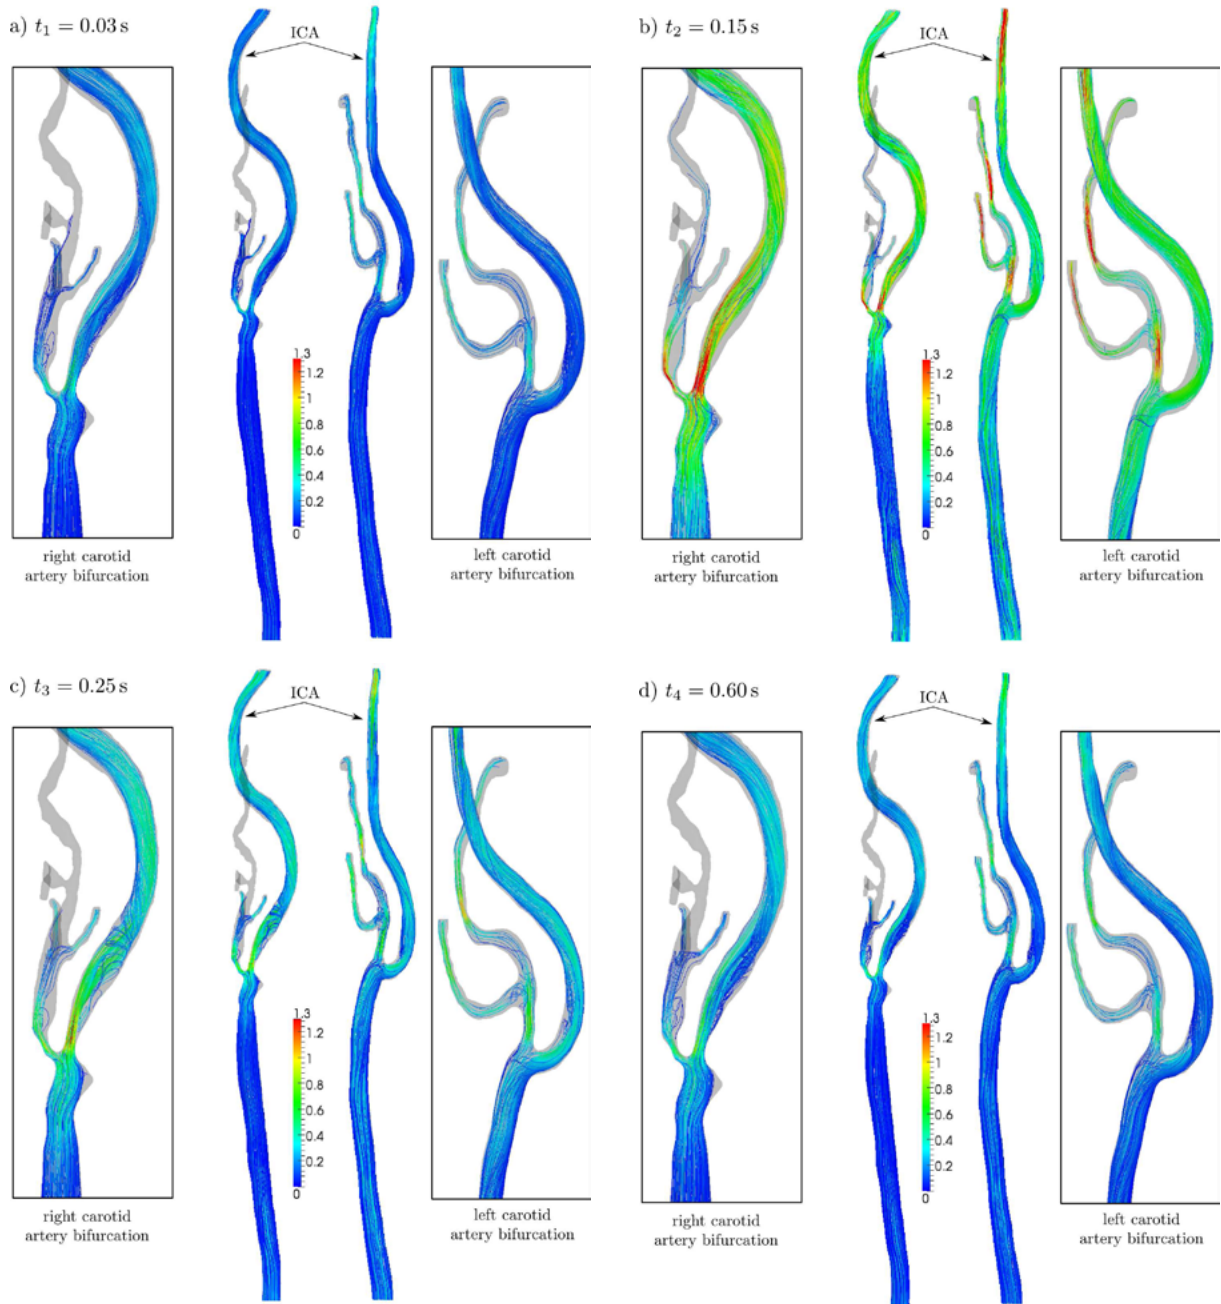 a) t₁ = 0.03 s
ICA
1.3
1.2
1
0.8
0.6
0.4
0.2
0
right carotid
artery bifurcation
left carotid
artery bifurcation
b) t₂ = 0.15 s
ICA
1.3
1.2
1
0.8
0.6
0.4
0.2
0
right carotid
artery bifurcation
left carotid
artery bifurcation
c) t₃ = 0.25 s
ICA
1.3
1.2
1
0.8
0.6
0.4
0.2
0
right carotid
artery bifurcation
left carotid
artery bifurcation
d) t₄ = 0.60 s
ICA
1.3
1.2
1
0.8
0.6
0.4
0.2
0
right carotid
artery bifurcation
left carotid
artery bifurcation